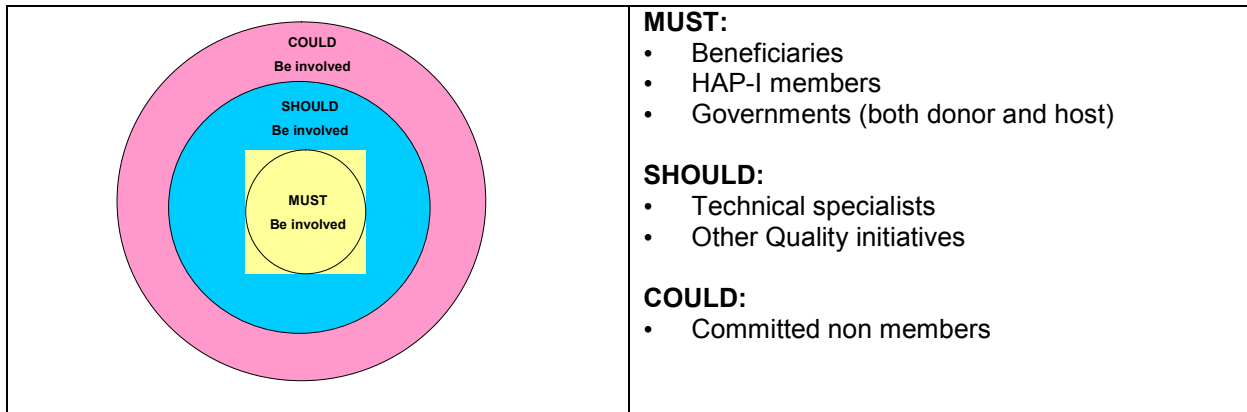 COULD
Be involved
SHOULD
Be involved
MUST
Be involved
MUST:
• Beneficiaries
• HAP-I members
• Governments (both donor and host)
SHOULD:
• Technical specialists
• Other Quality initiatives
COULD:
• Committed non members